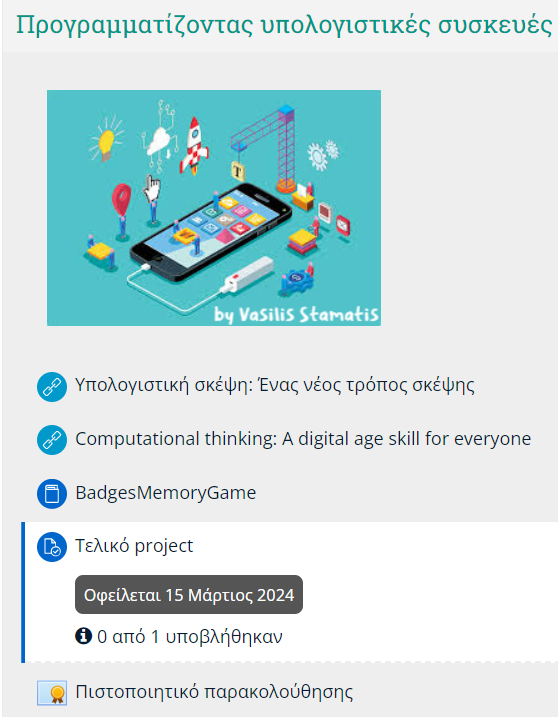 Προγραμματίζοντας υπολογιστικές συσκευές
T
by Vasilis Stamatis
Υπολογιστική σκέψη: Ένας νέος τρόπος σκέψης
Computational thinking: A digital age skill for everyone
BadgesMemoryGame
Τελικό project
Οφείλεται 15 Μάρτιος 2024
0 από 1 υποβλήθηκαν
Πιστοποιητικό παρακολούθησης